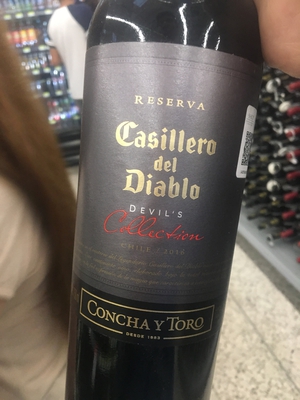 RESERVA
Casillero
del
Diablo
DEVIL'S
Collection
CONCHA Y TORO
DESDE 1883